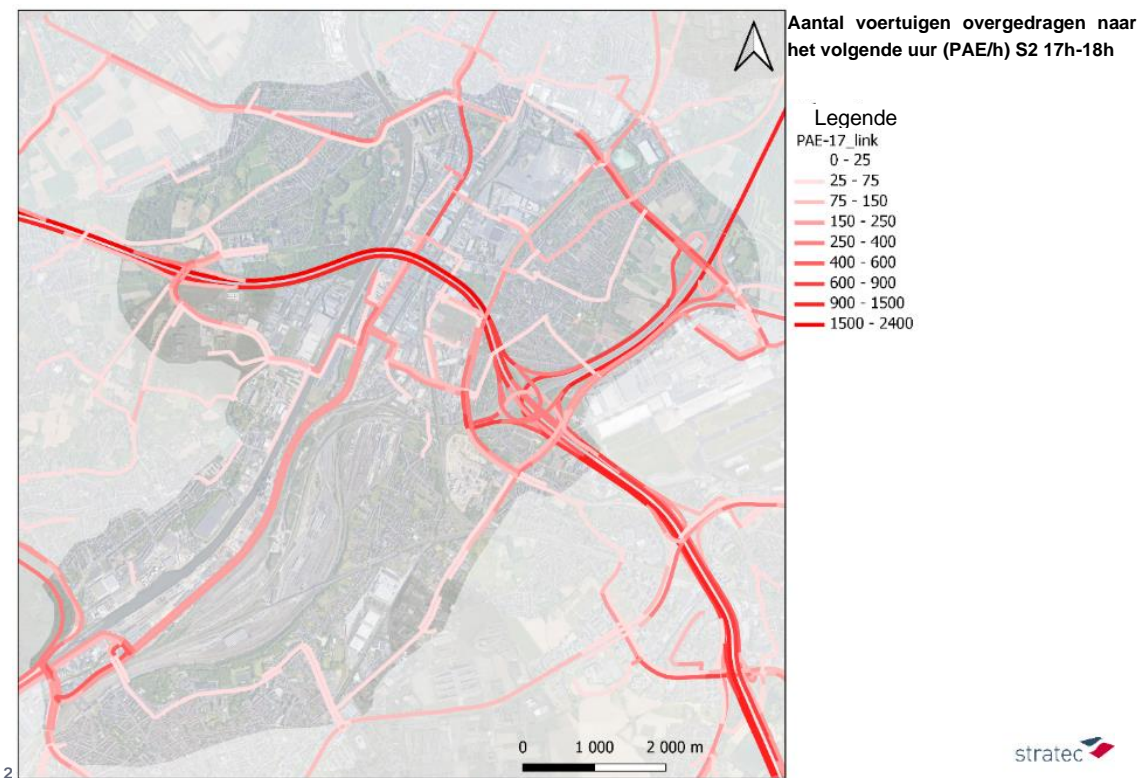 Aantal voertuigen overgedragen naar
het volgende uur (PAE/h) S2 17h-18h
Legende
PAE-17_link
0 - 25
25 - 75
75 - 150
150 - 250
250 - 400
400 - 600
600 - 900
900 - 1500
1500 - 2400
0 1 000 2 000 m
stratec
2